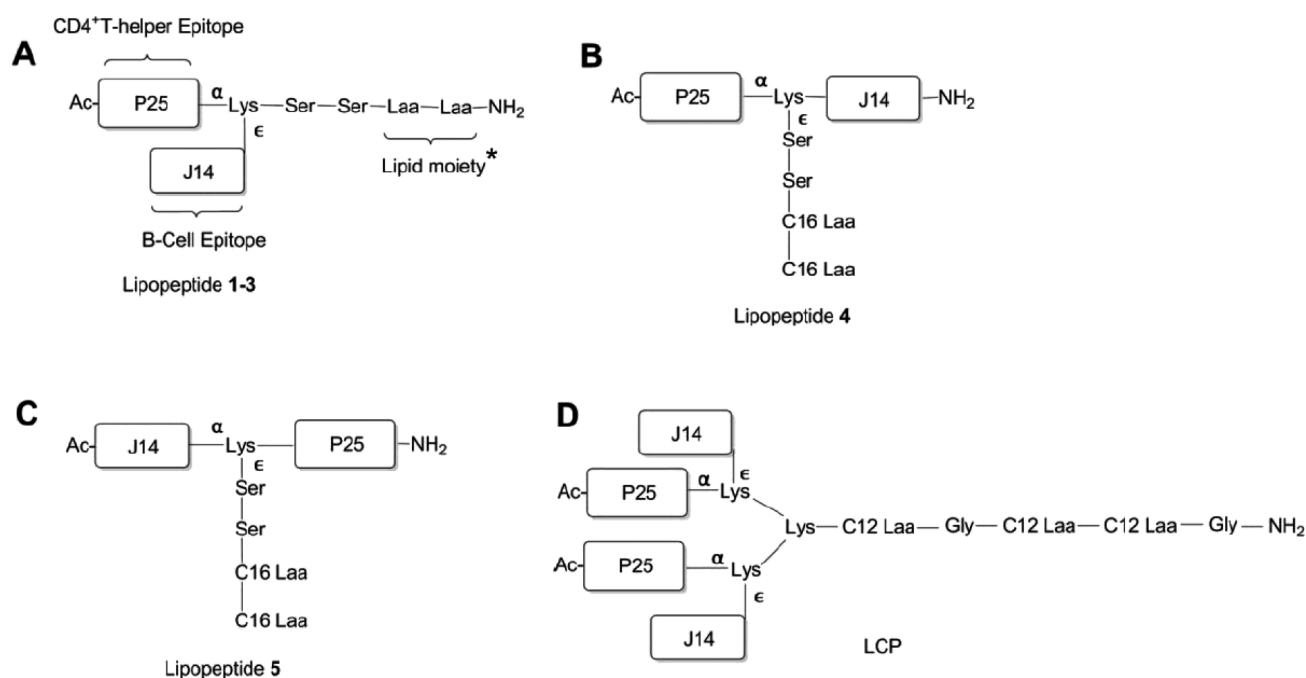 A
CD4⁺T-helper Epitope
Ac-P25 α Lys—Ser—Ser—Laa—Laa—NH₂
ϵ
J14
Lipid moiety*
B-Cell Epitope
Lipopeptide 1-3
B
Ac-P25 α Lys J14 NH₂
ϵ
Ser
Ser
C16 Laa
C16 Laa
Lipopeptide 4
C
Ac-J14 α Lys P25 NH₂
ϵ
Ser
Ser
C16 Laa
C16 Laa
Lipopeptide 5
D
J14
ϵ
Ac-P25 α Lys
Lys—C12 Laa—Gly—C12 Laa—C12 Laa—Gly—NH₂
Ac-P25 α Lys
ϵ
J14
LCP